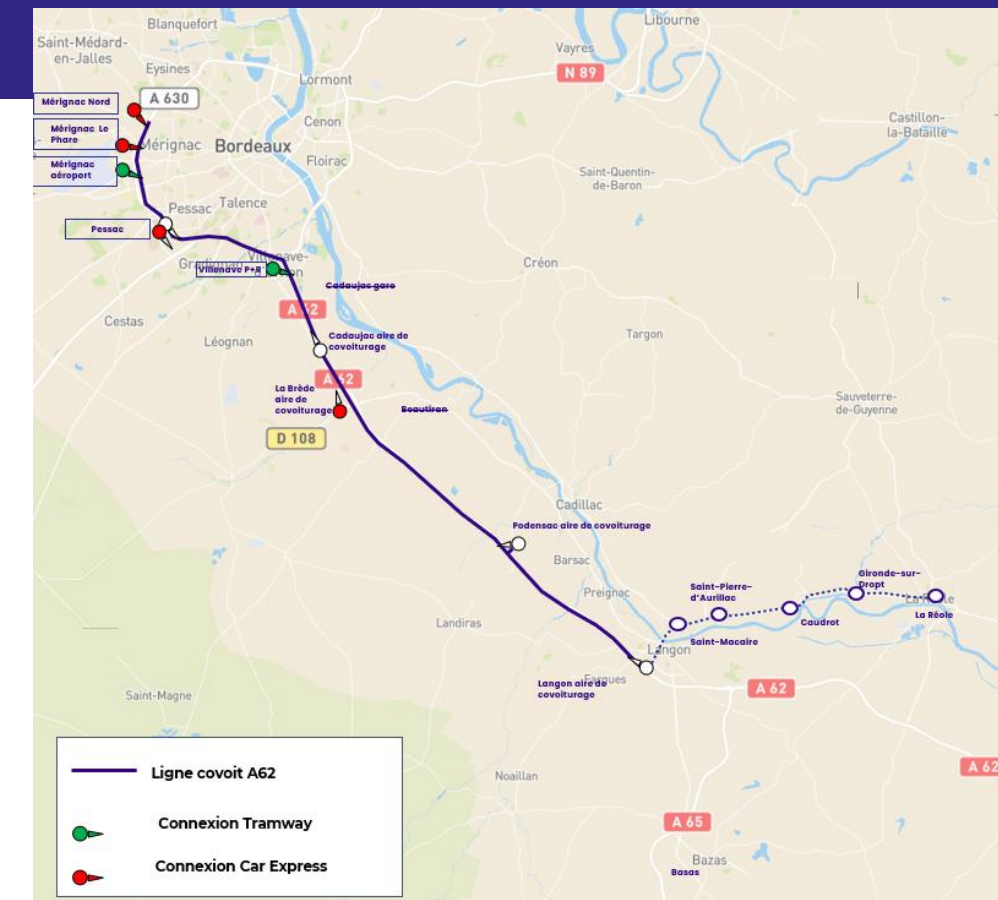 Blanquefort
Libourne
Saint-Médard-
en-Jalles
Vayres
Eysines
N 89
Lormont
A 630
Mérignac Nord
Castillon-
la-Bataille
Cenon
Mérignac Le
Phare
Mérignac
Bordeaux
Floirac
Mérignac
aéroport
Saint-Quentin-
de-Baron
Talence
Pessac
Pessac
Créon
Villenave P+R
Cadaujac gare
A 62
Cestas
Léognan
Cadaujac aire de
covoiturage
Targon
A 62
La Brède
aire de
covoiturage
Beautiran
Sauveterre-
de-Guyenne
D 108
Cadillac
Podensac aire de covoiturage
Barsac
Preignac
Gironde-sur-
Dropt
Saint-Pierre-
d'Aurillac
La Réole
La Réole
Caudrot
Landiras
Saint-Macaire
Langon
Langon aire de
covoiturage
Fargues
A 62
Saint-Magne
A 62
Noaillan
A 65
Bazas
Basas
Ligne covoit A62
Connexion Tramway
Connexion Car Express